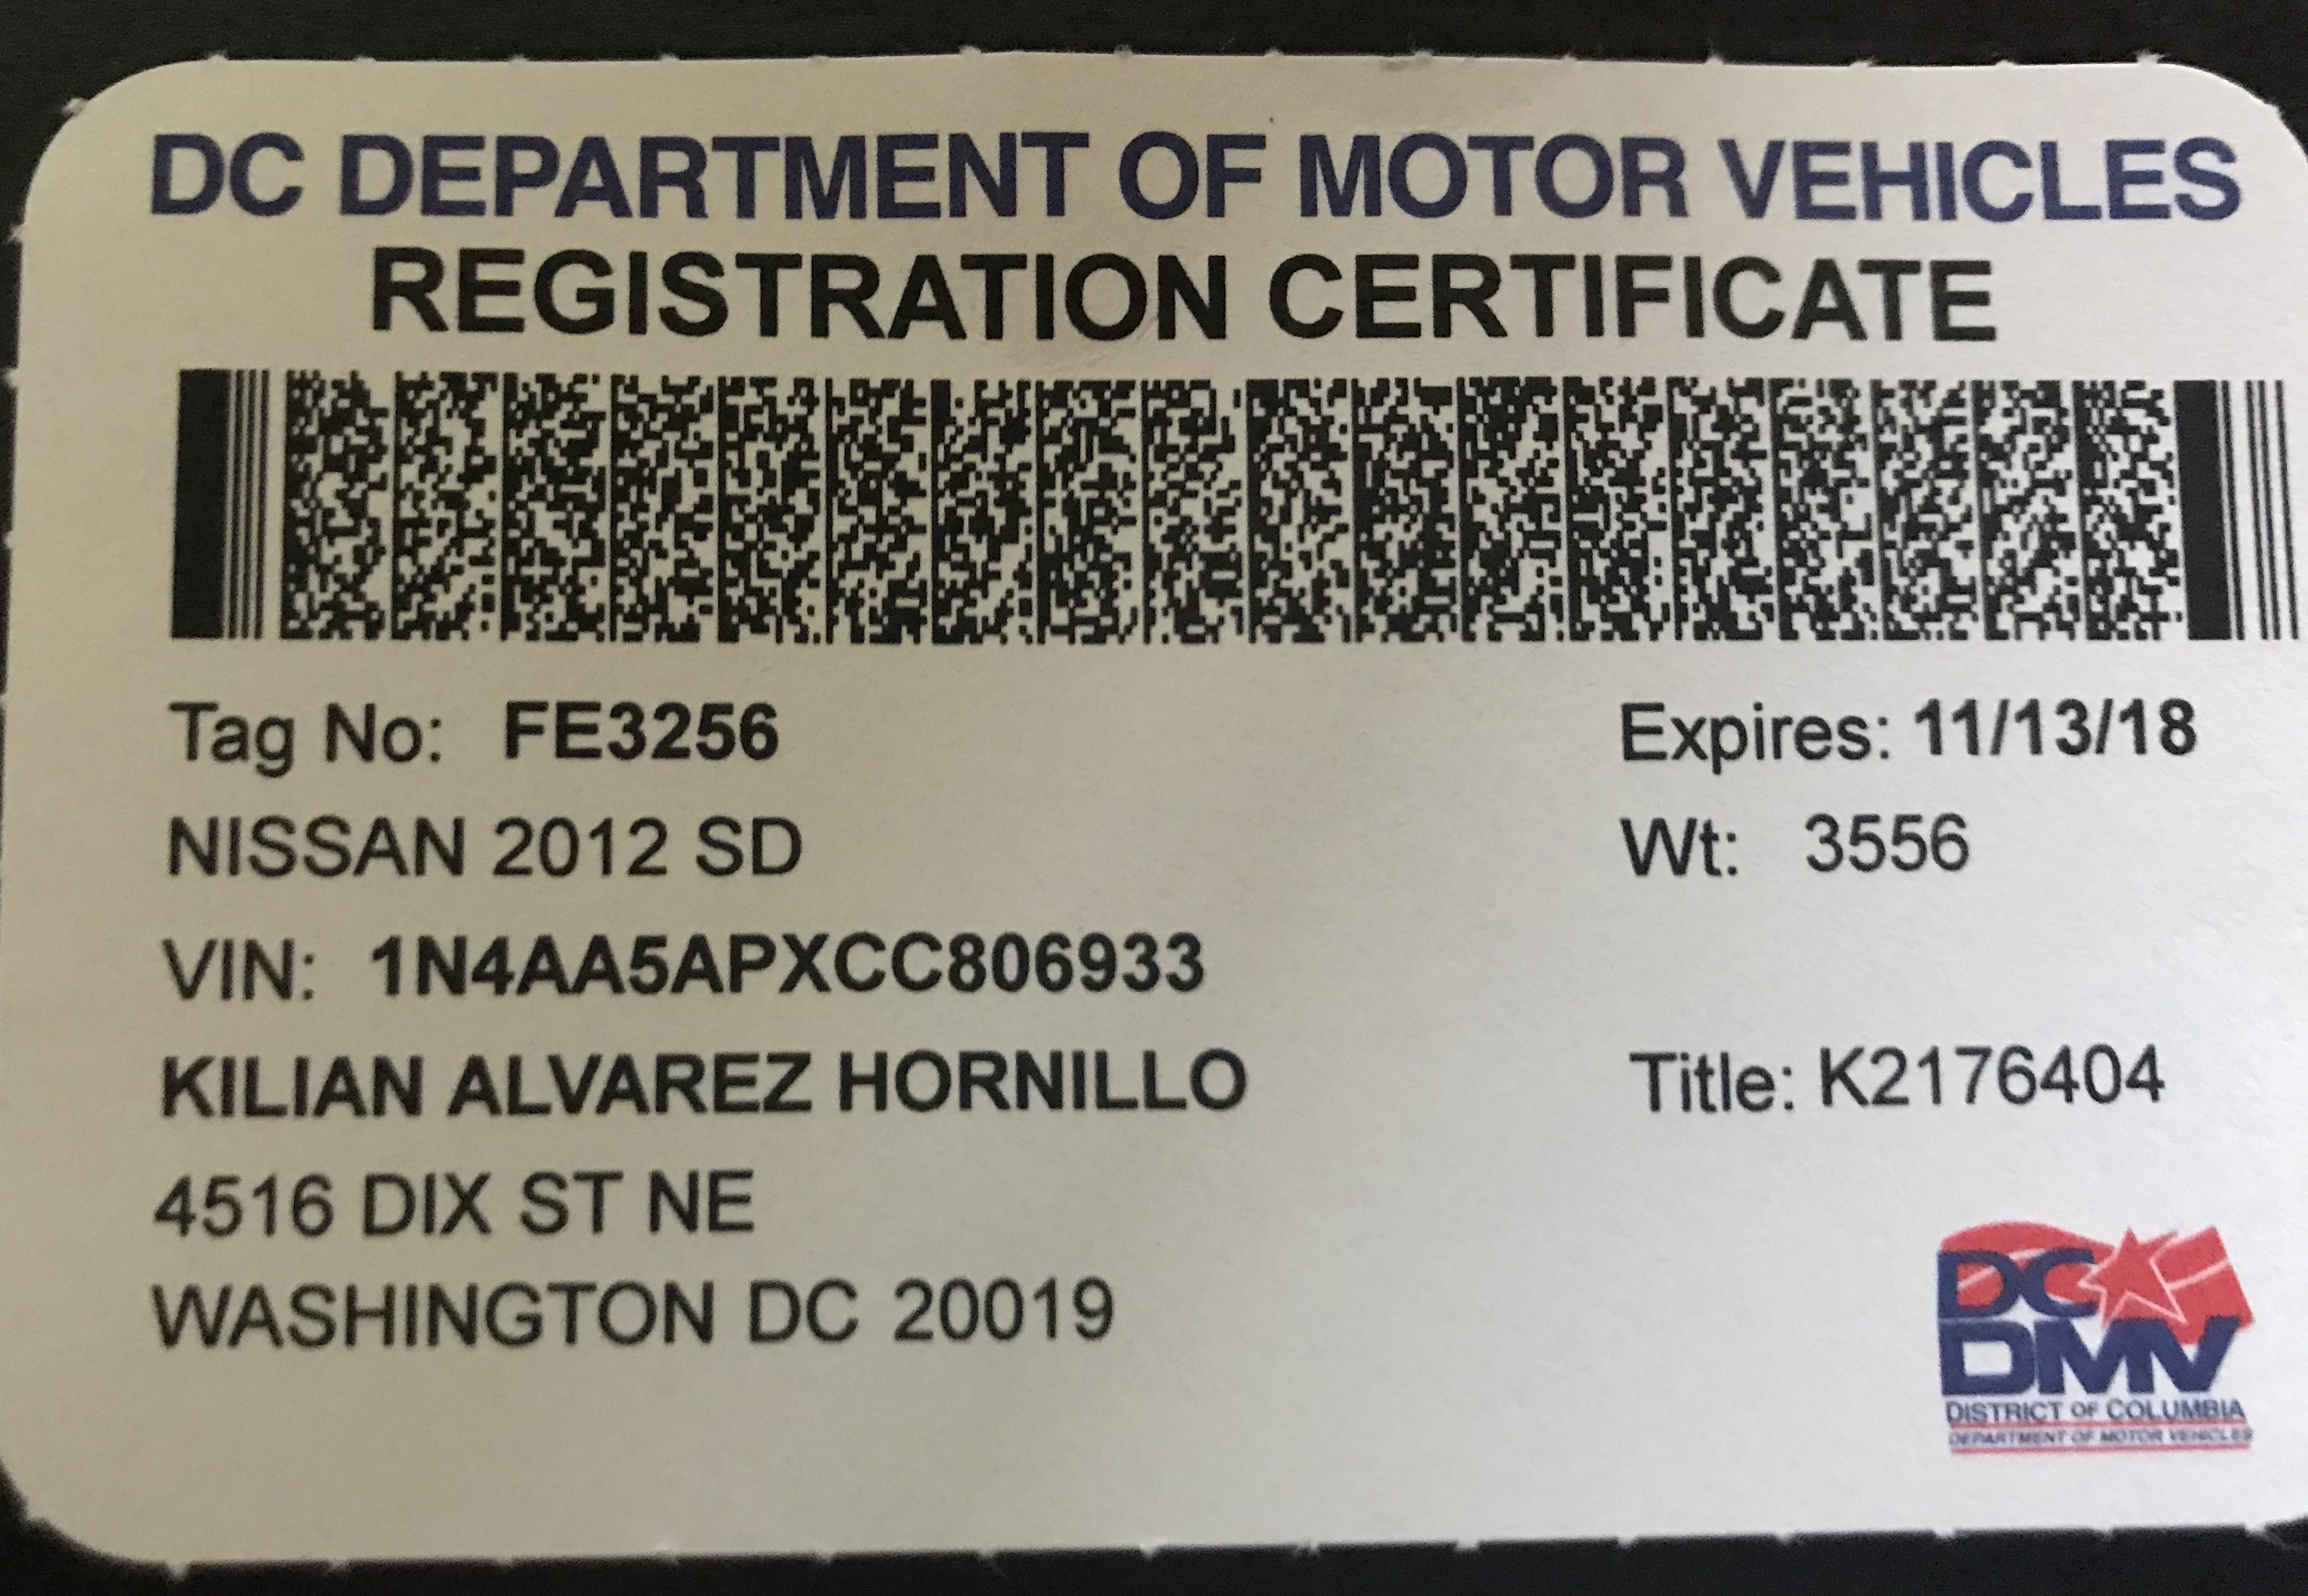 DC DEPARTMENT OF MOTOR VEHICLES
REGISTRATION CERTIFICATE
Tag No: FE3256 Expires: 11/13/18
NISSAN 2012 SD Wt: 3556
VIN: 1N4AA5APXCC806933
KILIAN ALVAREZ HORNILLO Title: K2176404
4516 DIX ST NE
WASHINGTON DC 20019
DC
DMV
DISTRICT OF COLUMBIA
DEPARTMENT OF MOTOR VEHICLES